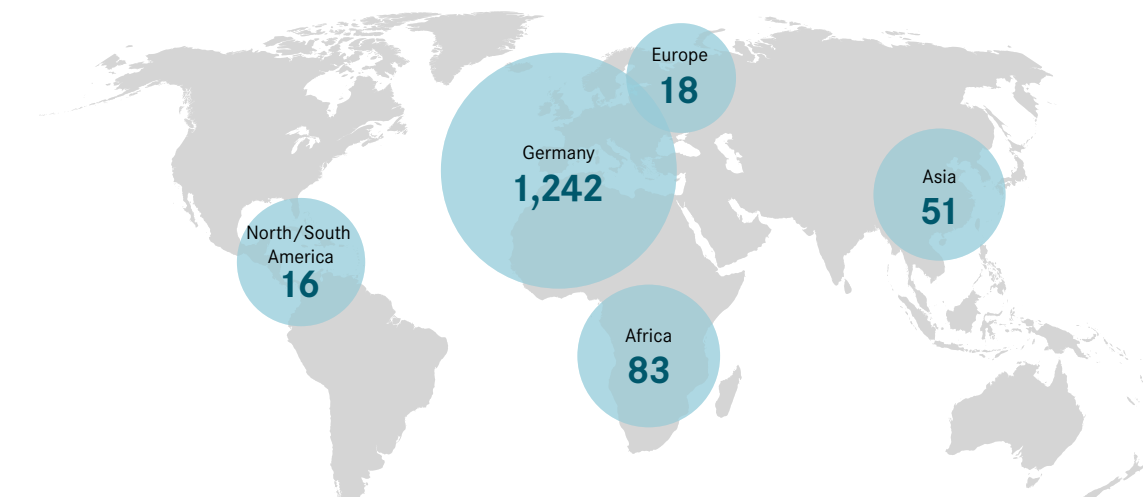 Europe
18
Germany
1,242
Asia
51
North/South
America
16
Africa
83